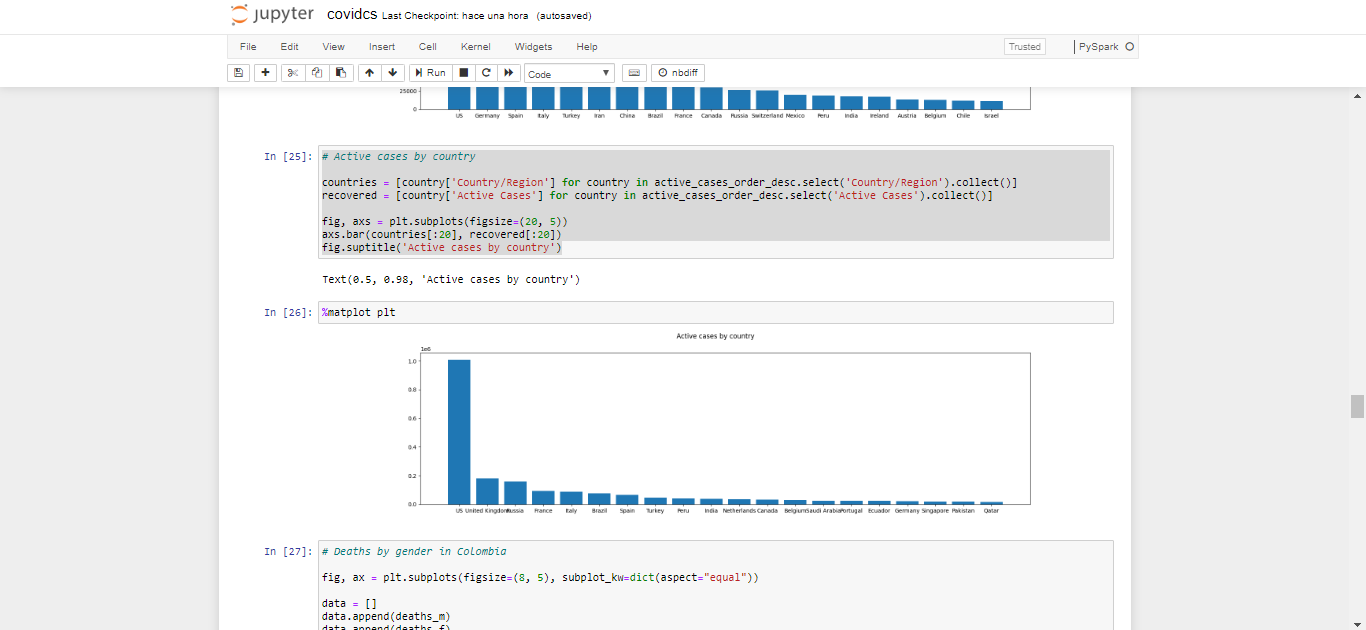 jupyter covidcs Last Checkpoint: hace una hora (autosaved)
File Edit View Insert Cell Kernel Widgets Help Trusted PySpark
Run Code nbdiff
25000
0
US Germany Spain Italy Turkey Iran China Brazil France Canada Russia Switzerland Mexico Peru India Ireland Austria Belgium Chile Israel
In [25]: # Active cases by country
countries = [country['Country/Region'] for country in active_cases_order_desc.select('Country/Region').collect()]
recovered = [country['Active Cases'] for country in active_cases_order_desc.select('Active Cases').collect()]
fig, axs = plt.subplots(figsize=(20, 5))
axs.bar(countries[:20], recovered[:20])
fig.suptitle('Active cases by country')
Text(0.5, 0.98, 'Active cases by country')
In [26]: %matplot plt
Active cases by country
1e6
1.0
0.8
0.6
0.4
0.2
0.0
US United Kingdom Russia France Italy Brazil Spain Turkey Peru India Netherlands Canada Belgium Saudi Arabia Portugal Ecuador Germany Singapore Pakistan Qatar
In [27]: # Deaths by gender in Colombia
fig, ax = plt.subplots(figsize=(8, 5), subplot_kw=dict(aspect="equal"))
data = []
data.append(deaths_m)
data.append(deaths_f)